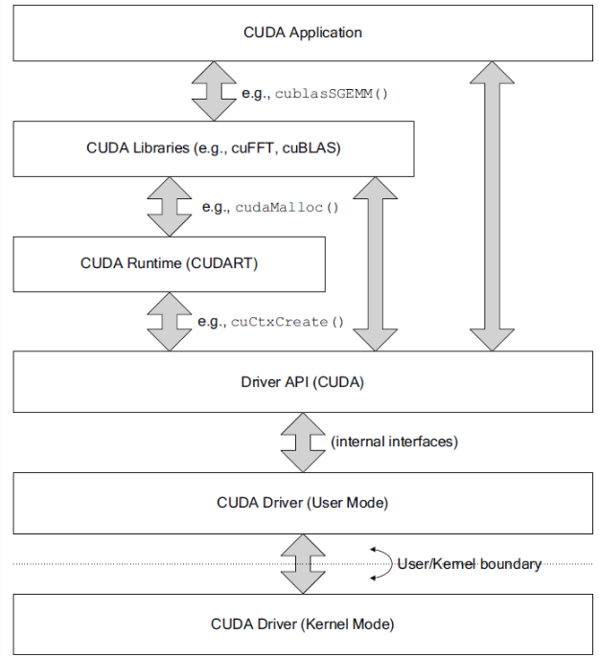 CUDA Application
e.g., cublasSGEMM()
CUDA Libraries (e.g., cuFFT, cuBLAS)
e.g., cudaMalloc()
CUDA Runtime (CUDART)
e.g., cuCtxCreate()
Driver API (CUDA)
(internal interfaces)
CUDA Driver (User Mode)
User/Kernel boundary
CUDA Driver (Kernel Mode)